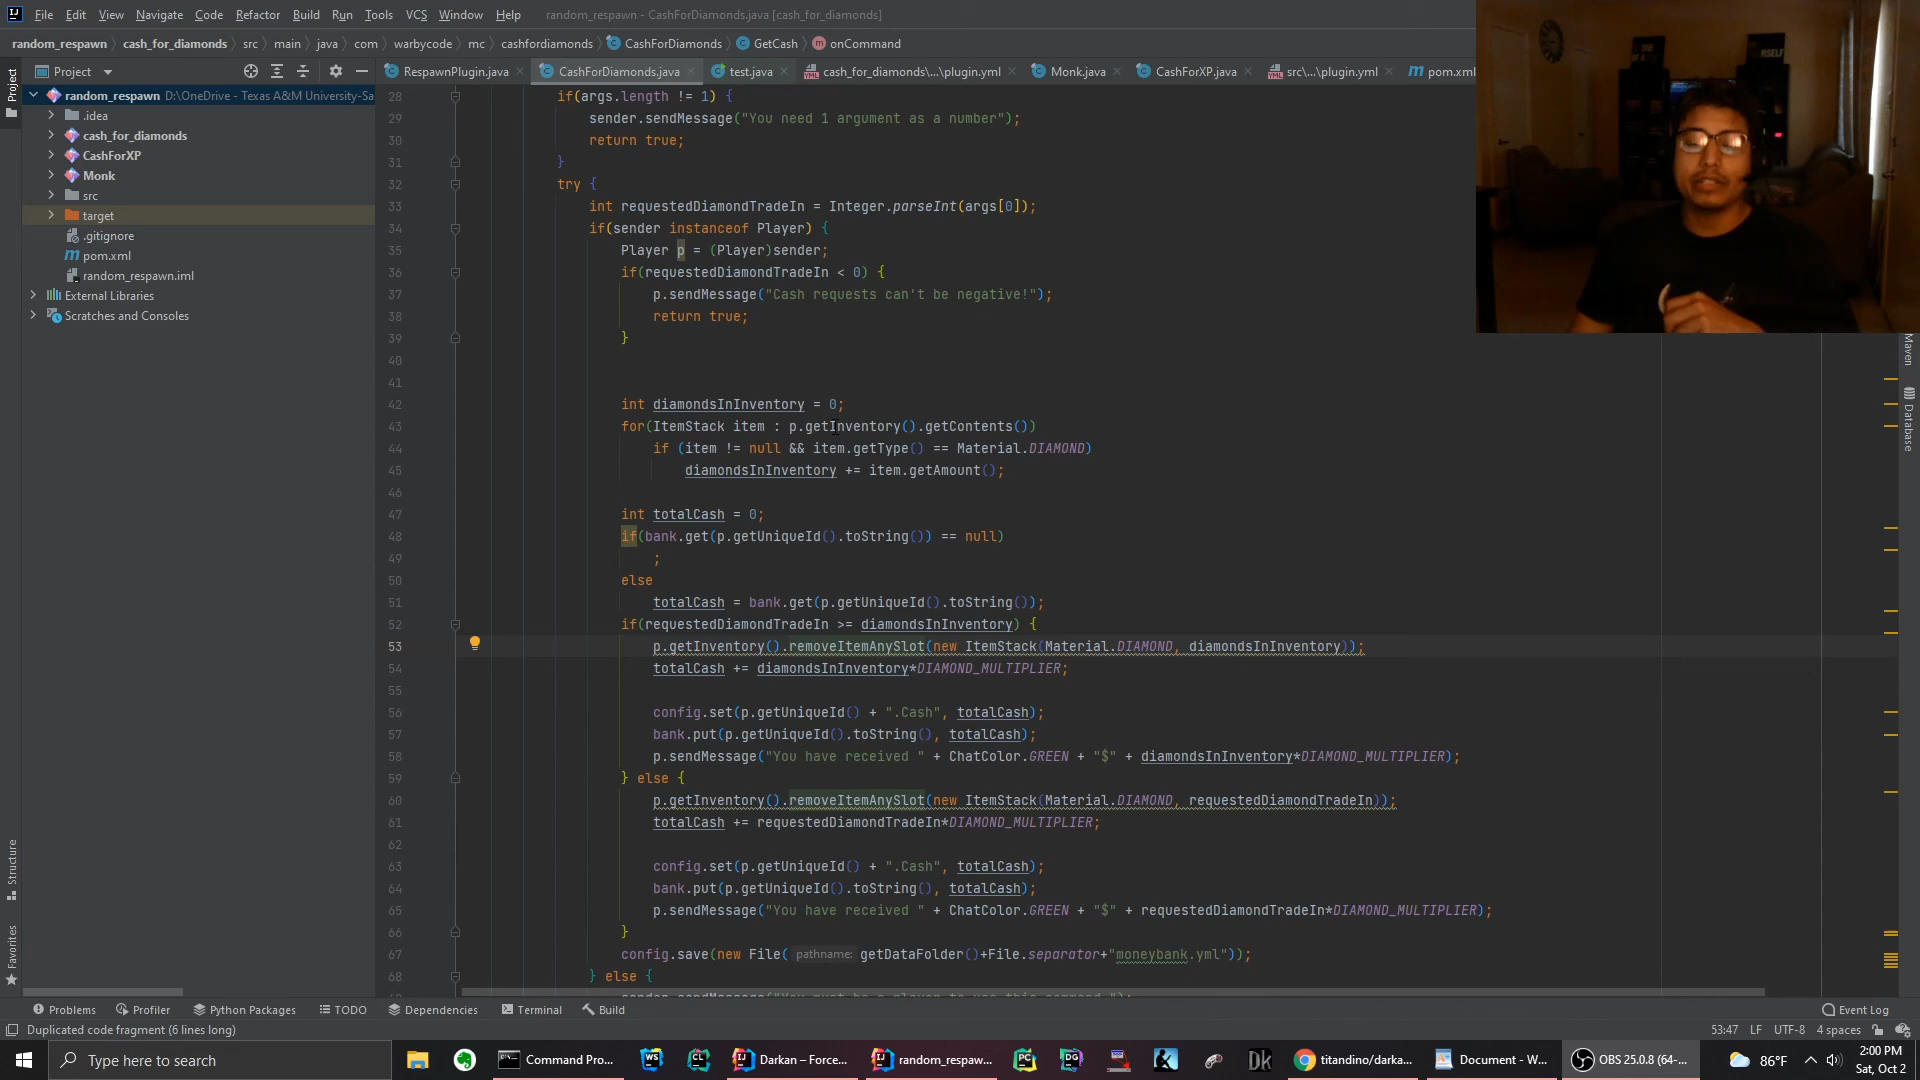 File Edit View Navigate Code Refactor Build Run Tools VCS Window Help random_respawn - CashForDiamonds.java [cash_for_diamonds]
random_respawn cash_for_diamonds src main java com warbycode mc cashfordiamonds CashForDiamonds GetCash onCommand
Project RespawnPlugin.java CashForDiamonds.java test.java cash_for_diamonds\...\plugin.yml Monk.java CashForXP.java src\...\plugin.yml pom.xml
Project
random_respawn D:\OneDrive - Texas A&M University-Sa
.idea
cash_for_diamonds
CashForXP
Monk
src
target
.gitignore
pom.xml
random_respawn.iml
External Libraries
Scratches and Consoles
28 if(args.length != 1) {
29 sender.sendMessage("You need 1 argument as a number");
30 return true;
31 }
32 try {
33 int requestedDiamondTradeIn = Integer.parseInt(args[0]);
34 if(sender instanceof Player) {
35 Player p = (Player)sender;
36 if(requestedDiamondTradeIn < 0) {
37 p.sendMessage("Cash requests can't be negative!");
38 return true;
39 }
40
41
42 int diamondsInInventory = 0;
43 for(ItemStack item : p.getInventory().getContents())
44 if (item != null && item.getType() == Material.DIAMOND)
45 diamondsInInventory += item.getAmount();
46
47 int totalCash = 0;
48 if(bank.get(p.getUniqueId().toString()) == null)
49 ;
50 else
51 totalCash = bank.get(p.getUniqueId().toString());
52 if(requestedDiamondTradeIn >= diamondsInInventory) {
53 p.getInventory().removeItemAnySlot(new ItemStack(Material.DIAMOND, diamondsInInventory));
54 totalCash += diamondsInInventory*DIAMOND_MULTIPLIER;
55
56 config.set(p.getUniqueId() + ".Cash", totalCash);
57 bank.put(p.getUniqueId().toString(), totalCash);
58 p.sendMessage("You have received " + ChatColor.GREEN + "$" + diamondsInInventory*DIAMOND_MULTIPLIER);
59 } else {
60 p.getInventory().removeItemAnySlot(new ItemStack(Material.DIAMOND, requestedDiamondTradeIn));
61 totalCash += requestedDiamondTradeIn*DIAMOND_MULTIPLIER;
62
63 config.set(p.getUniqueId() + ".Cash", totalCash);
64 bank.put(p.getUniqueId().toString(), totalCash);
65 p.sendMessage("You have received " + ChatColor.GREEN + "$" + requestedDiamondTradeIn*DIAMOND_MULTIPLIER);
66 }
67 config.save(new File( pathname: getDataFolder()+File.separator+"moneybank.yml"));
68 } else {
Maven
Database
Structure
Favorites
Problems Profiler Python Packages TODO Terminal Dependencies Build Event Log
Duplicated code fragment (6 lines long) 53:47 LF UTF-8 4 spaces
Type here to search Command Pro... Darkan – Force... random_respaw... titandino/darka... Document - W... OBS 25.0.8 (64-... 86°F 2:00 PM
Sat, Oct 2